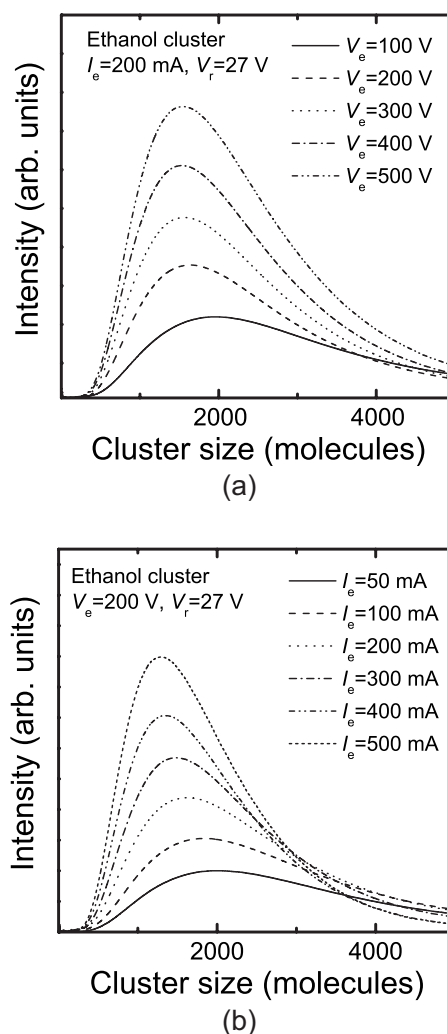 Ethanol cluster
Iₑ=200 mA, Vᵣ=27 V
Vₑ=100 V
Vₑ=200 V
Vₑ=300 V
Vₑ=400 V
Vₑ=500 V
Intensity (arb. units)
2000 4000
Cluster size (molecules)
(a)
Ethanol cluster
Vₑ=200 V, Vᵣ=27 V
Iₑ=50 mA
Iₑ=100 mA
Iₑ=200 mA
Iₑ=300 mA
Iₑ=400 mA
Iₑ=500 mA
Intensity (arb. units)
2000 4000
Cluster size (molecules)
(b)